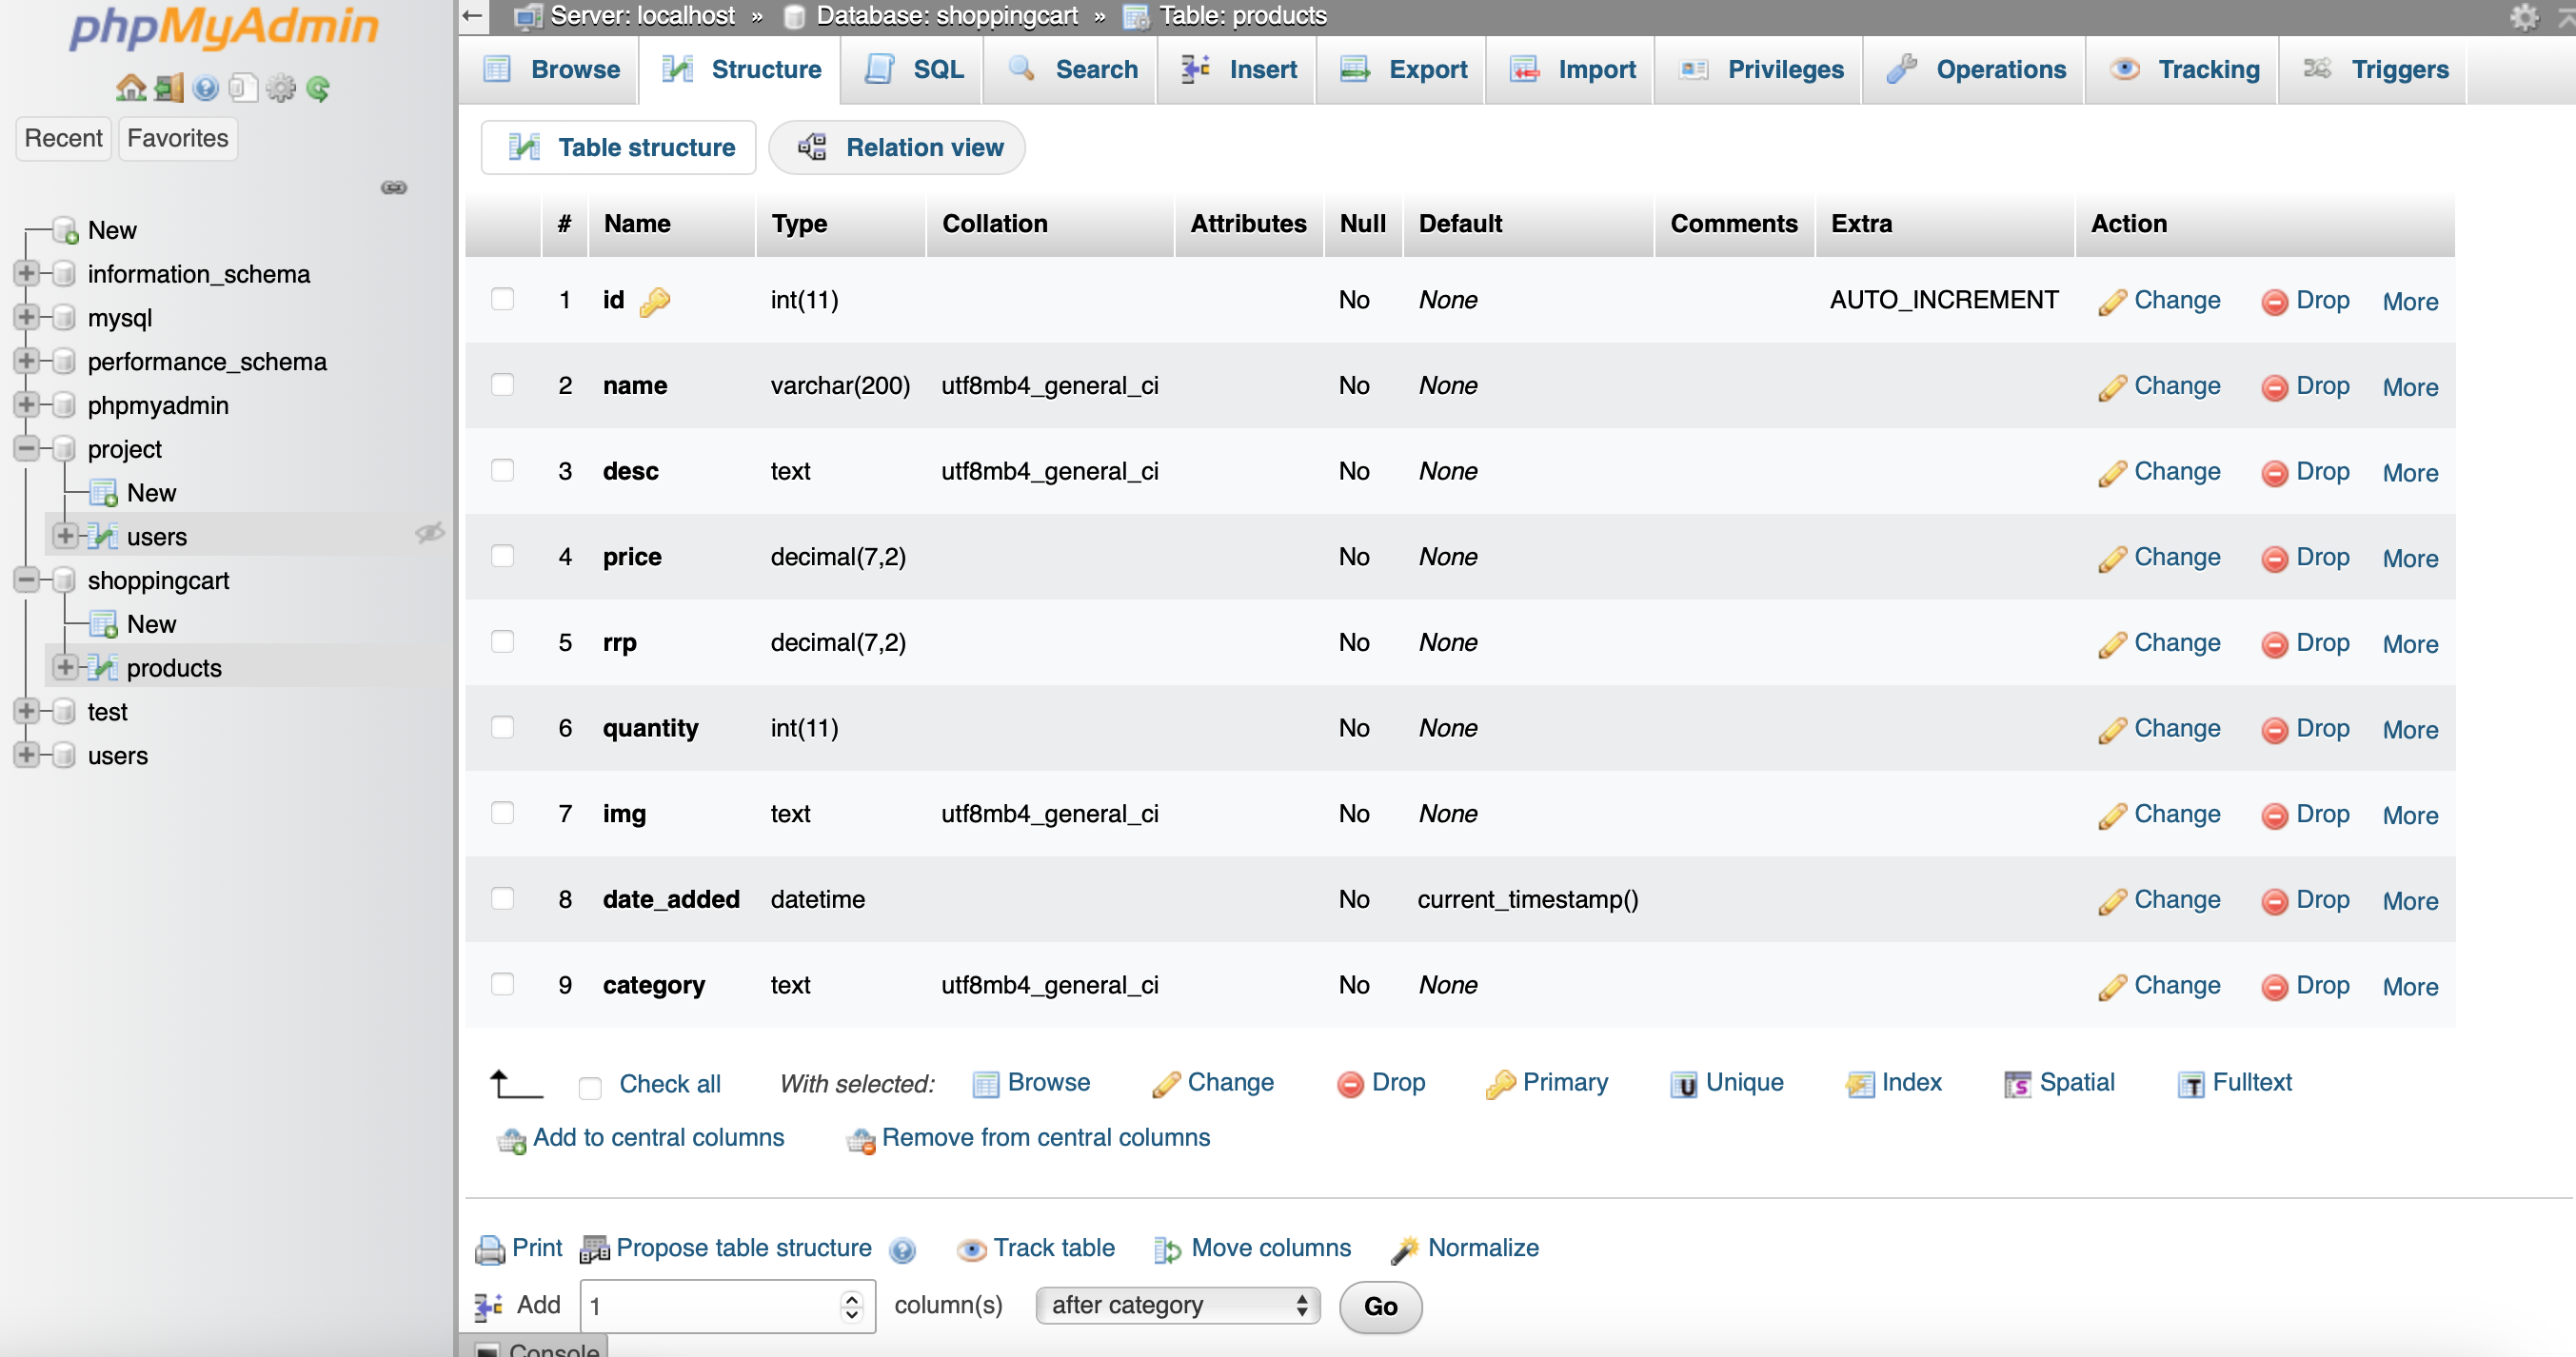 phpMyAdmin
Recent Favorites
New
information_schema
mysql
performance_schema
phpmyadmin
project
New
users
shoppingcart
New
products
test
users
Server: localhost » Database: shoppingcart » Table: products
Browse Structure SQL Search Insert Export Import Privileges Operations Tracking Triggers
Table structure Relation view
# Name Type Collation Attributes Null Default Comments Extra Action
1 id int(11) No None AUTO_INCREMENT Change Drop More
2 name varchar(200) utf8mb4_general_ci No None Change Drop More
3 desc text utf8mb4_general_ci No None Change Drop More
4 price decimal(7,2) No None Change Drop More
5 rrp decimal(7,2) No None Change Drop More
6 quantity int(11) No None Change Drop More
7 img text utf8mb4_general_ci No None Change Drop More
8 date_added datetime No current_timestamp() Change Drop More
9 category text utf8mb4_general_ci No None Change Drop More
Check all With selected: Browse Change Drop Primary Unique Index Spatial Fulltext
Add to central columns Remove from central columns
Print Propose table structure Track table Move columns Normalize
Add 1 column(s) after category Go
Console